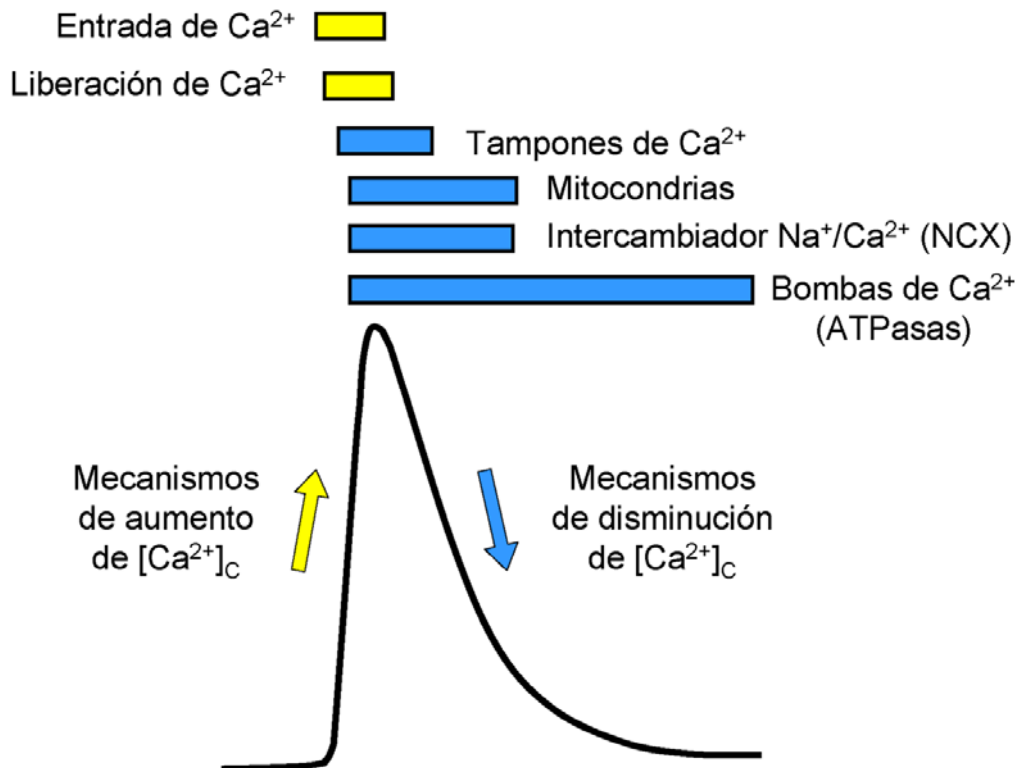 Entrada de Ca²⁺
Liberación de Ca²⁺
Tampones de Ca²⁺
Mitocondrias
Intercambiador Na⁺/Ca²⁺ (NCX)
Bombas de Ca²⁺
(ATPasas)
Mecanismos
de aumento
de [Ca²⁺]C
Mecanismos
de disminución
de [Ca²⁺]C